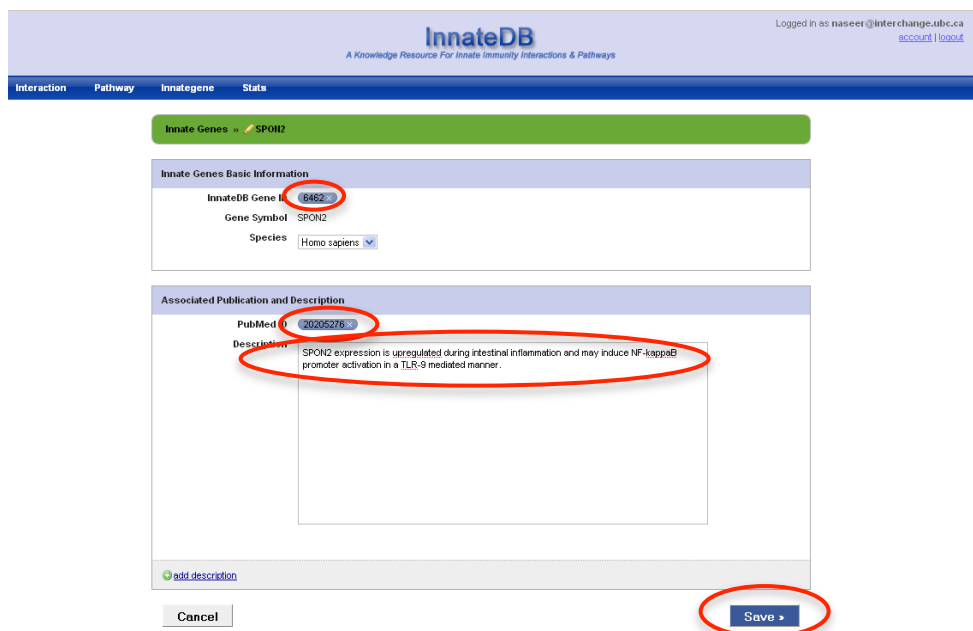 Logged in as naseer@interchange.ubc.ca
account | logout
InnateDB
A Knowledge Resource For Innate Immunity Interactions & Pathways
Interaction Pathway Innategene Stats
Innate Genes » SPON2
Innate Genes Basic Information
InnateDB Gene I 6462 ×
Gene Symbol SPON2
Species Homo sapiens
Associated Publication and Description
PubMed ID 20205276 ×
Description
SPON2 expression is upregulated during intestinal inflammation and may induce NF-kappaB
promoter activation in a TLR-9 mediated manner.
add description
Cancel Save »